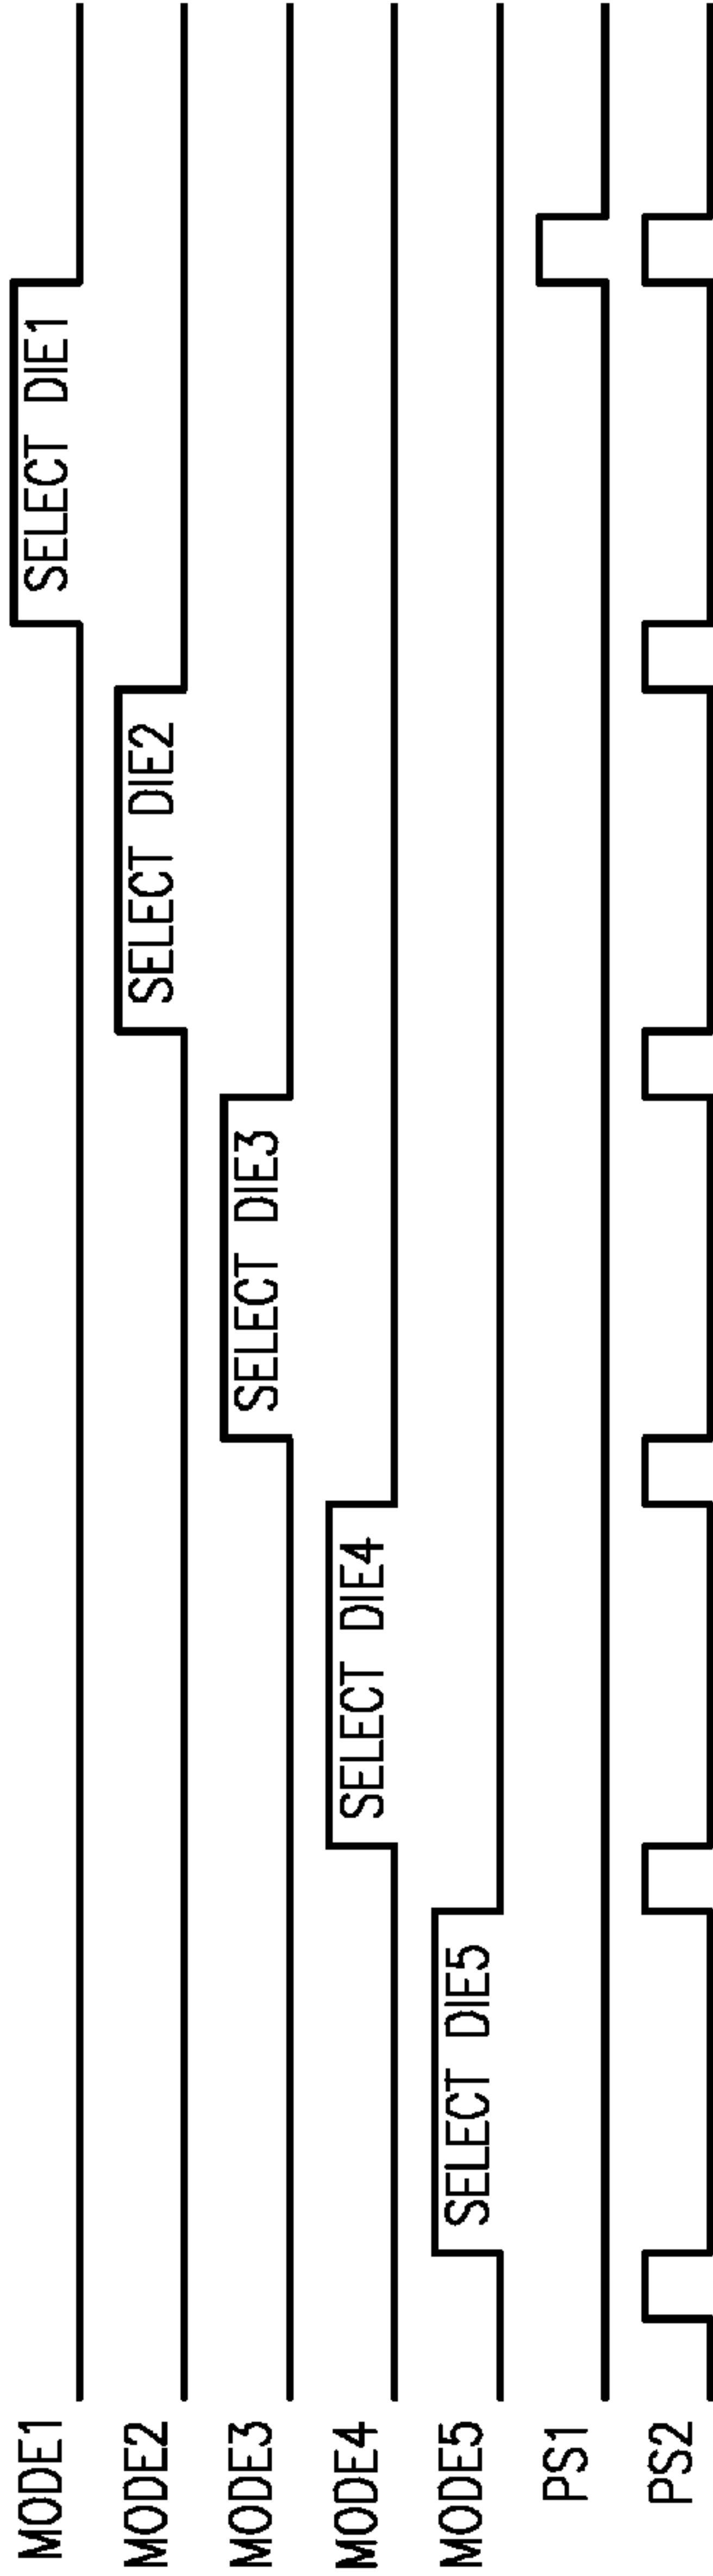 MODE1
SELECT DIE1
MODE2
SELECT DIE2
MODE3
SELECT DIE3
MODE4
SELECT DIE4
MODE5
SELECT DIE5
PS1
PS2